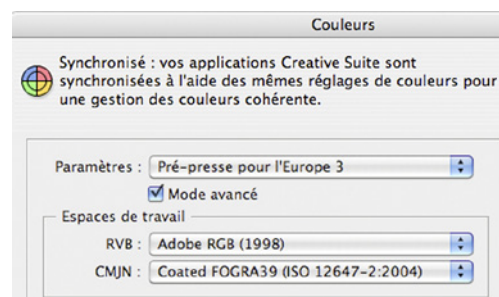 Couleurs
Synchronisé : vos applications Creative Suite sont
synchronisées à l'aide des mêmes réglages de couleurs pour
une gestion des couleurs cohérente.
Paramètres : Pré-presse pour l'Europe 3
Mode avancé
Espaces de travail
RVB : Adobe RGB (1998)
CMJN : Coated FOGRA39 (ISO 12647-2:2004)